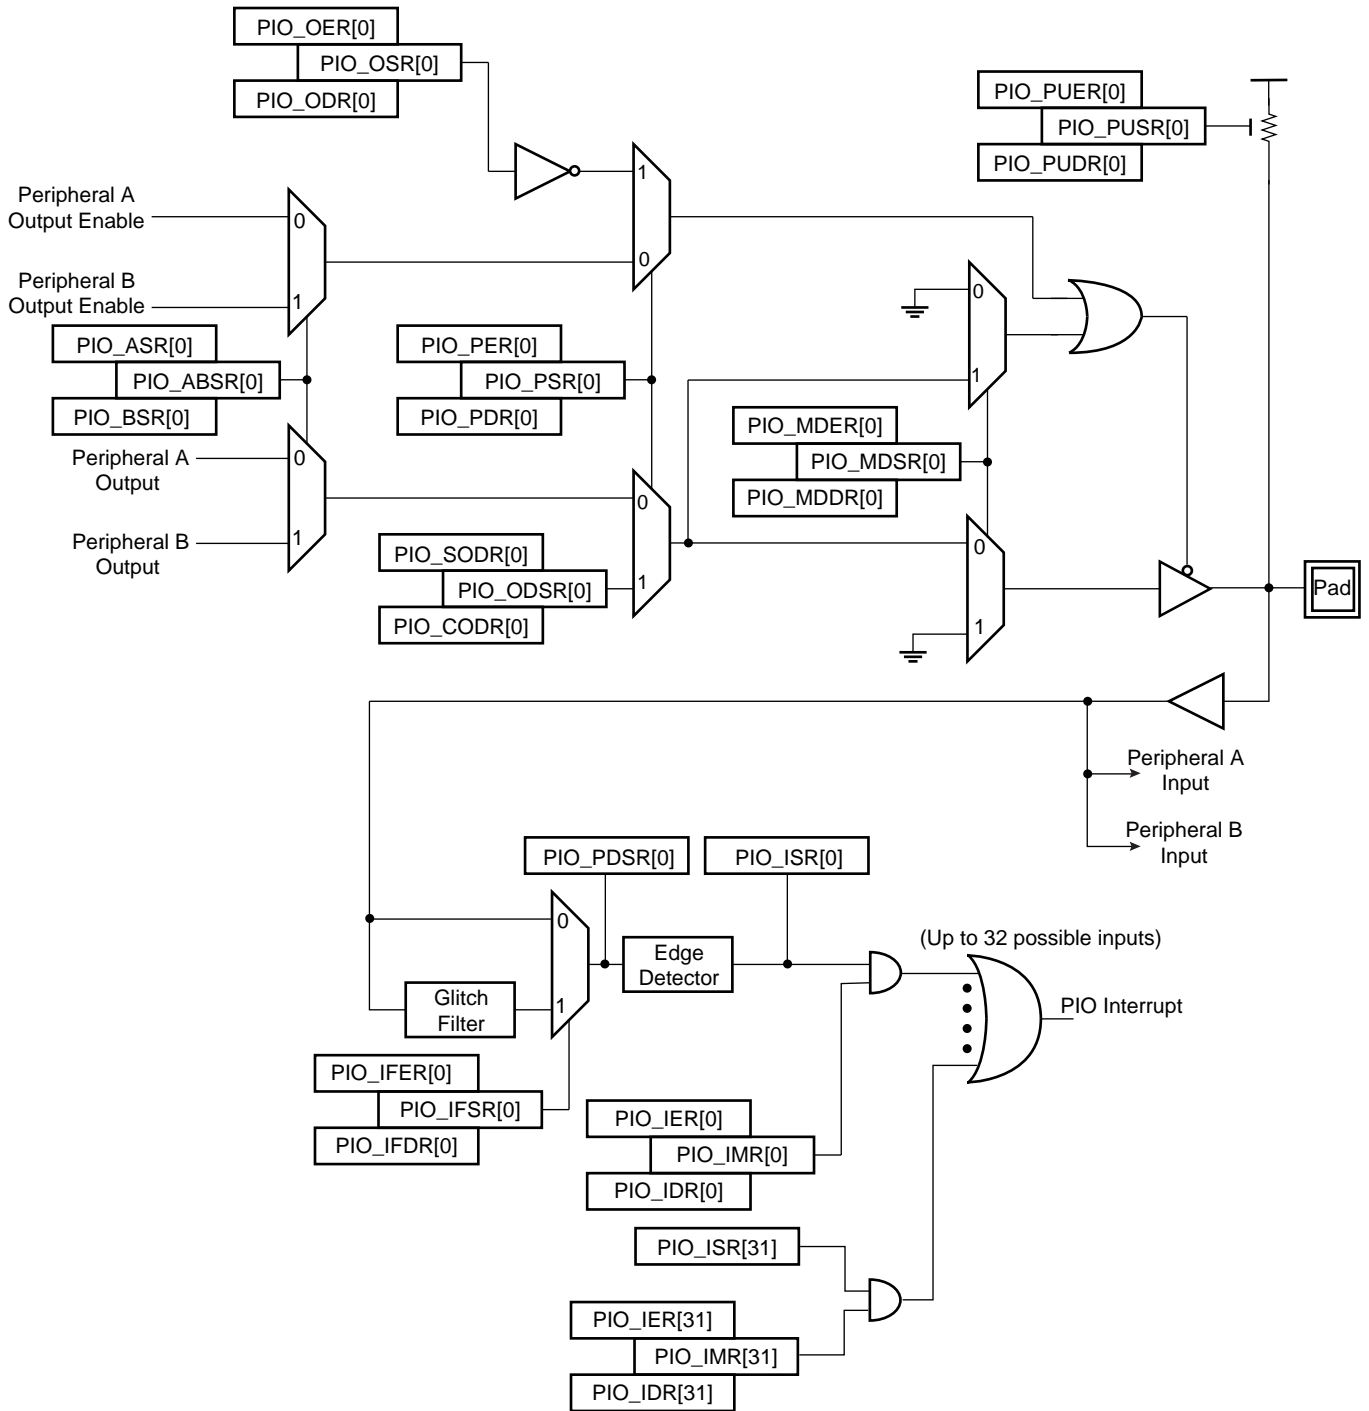 PIO_OER[0]
PIO_OSR[0]
PIO_ODR[0]
PIO_PUER[0]
PIO_PUSR[0]
PIO_PUDR[0]
1
Peripheral A
Output Enable
0
0
Peripheral B
Output Enable
1
0
PIO_ASR[0]
PIO_ABSR[0]
PIO_BSR[0]
PIO_PER[0]
PIO_PSR[0]
PIO_PDR[0]
1
PIO_MDER[0]
PIO_MDSR[0]
PIO_MDDR[0]
Peripheral A
Output
0
0
Peripheral B
Output
1
PIO_SODR[0]
PIO_ODSR[0]
PIO_CODR[0]
1
0
1
Pad
Peripheral A
Input
Peripheral B
Input
PIO_PDSR[0]
PIO_ISR[0]
0
Edge
Detector
(Up to 32 possible inputs)
Glitch
Filter
1
PIO Interrupt
PIO_IFER[0]
PIO_IFSR[0]
PIO_IFDR[0]
PIO_IER[0]
PIO_IMR[0]
PIO_IDR[0]
PIO_ISR[31]
PIO_IER[31]
PIO_IMR[31]
PIO_IDR[31]